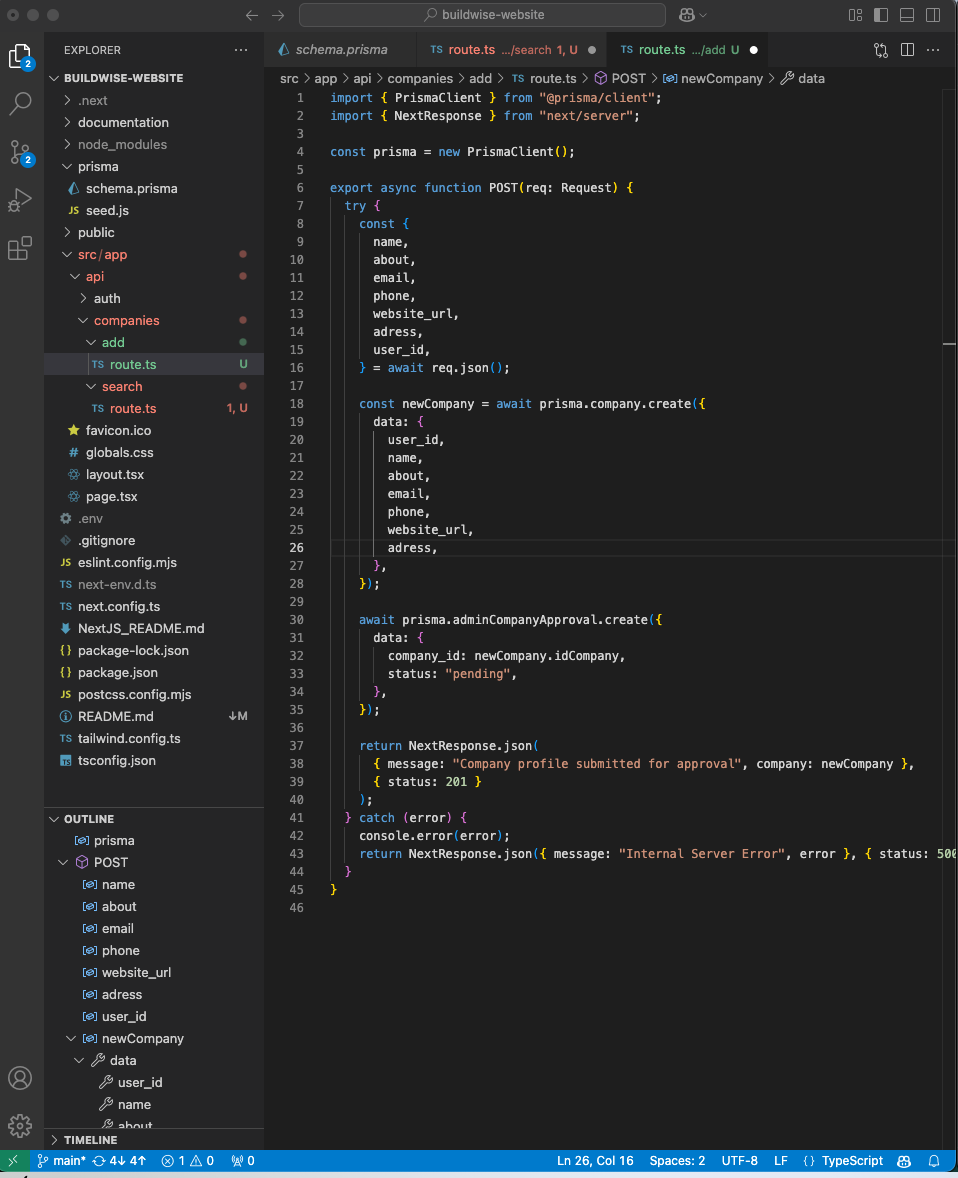 buildwise-website
2
2
EXPLORER ...
BUILDWISE-WEBSITE
.next
documentation
node_modules
prisma
schema.prisma
JS seed.js
public
src/app
api
auth
companies
add
TS route.ts U
search
TS route.ts 1, U
favicon.ico
# globals.css
layout.tsx
page.tsx
.env
.gitignore
JS eslint.config.mjs
TS next-env.d.ts
TS next.config.ts
NextJS_README.md
{} package-lock.json
{} package.json
JS postcss.config.mjs
README.md ↓M
TS tailwind.config.ts
TS tsconfig.json
OUTLINE
prisma
POST
name
about
email
phone
website_url
adress
user_id
newCompany
data
user_id
name
about
TIMELINE
schema.prisma TS route.ts .../search 1, U TS route.ts .../add U
src > app > api > companies > add > TS route.ts > POST > newCompany > data
1 import { PrismaClient } from "@prisma/client";
2 import { NextResponse } from "next/server";
3
4 const prisma = new PrismaClient();
5
6 export async function POST(req: Request) {
7 try {
8 const {
9 name,
10 about,
11 email,
12 phone,
13 website_url,
14 adress,
15 user_id,
16 } = await req.json();
17
18 const newCompany = await prisma.company.create({
19 data: {
20 user_id,
21 name,
22 about,
23 email,
24 phone,
25 website_url,
26 adress,
27 },
28 });
29
30 await prisma.adminCompanyApproval.create({
31 data: {
32 company_id: newCompany.idCompany,
33 status: "pending",
34 },
35 });
36
37 return NextResponse.json(
38 { message: "Company profile submitted for approval", company: newCompany },
39 { status: 201 }
40 );
41 } catch (error) {
42 console.error(error);
43 return NextResponse.json({ message: "Internal Server Error", error }, { status: 500
44 }
45 }
46
main* 4↓ 4↑ 1 0 0 Ln 26, Col 16 Spaces: 2 UTF-8 LF {} TypeScript